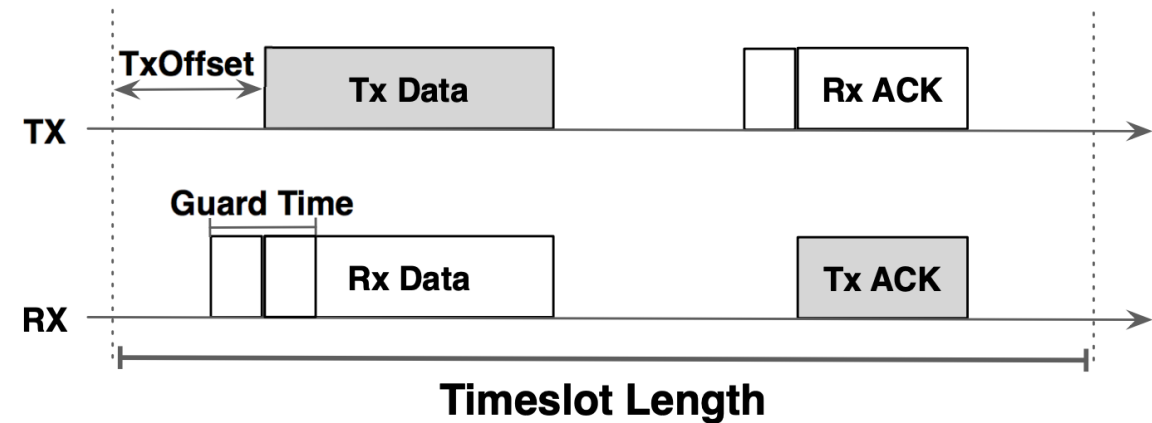 TxOffset
Tx Data
Rx ACK
TX
Guard Time
Rx Data
Tx ACK
RX
Timeslot Length